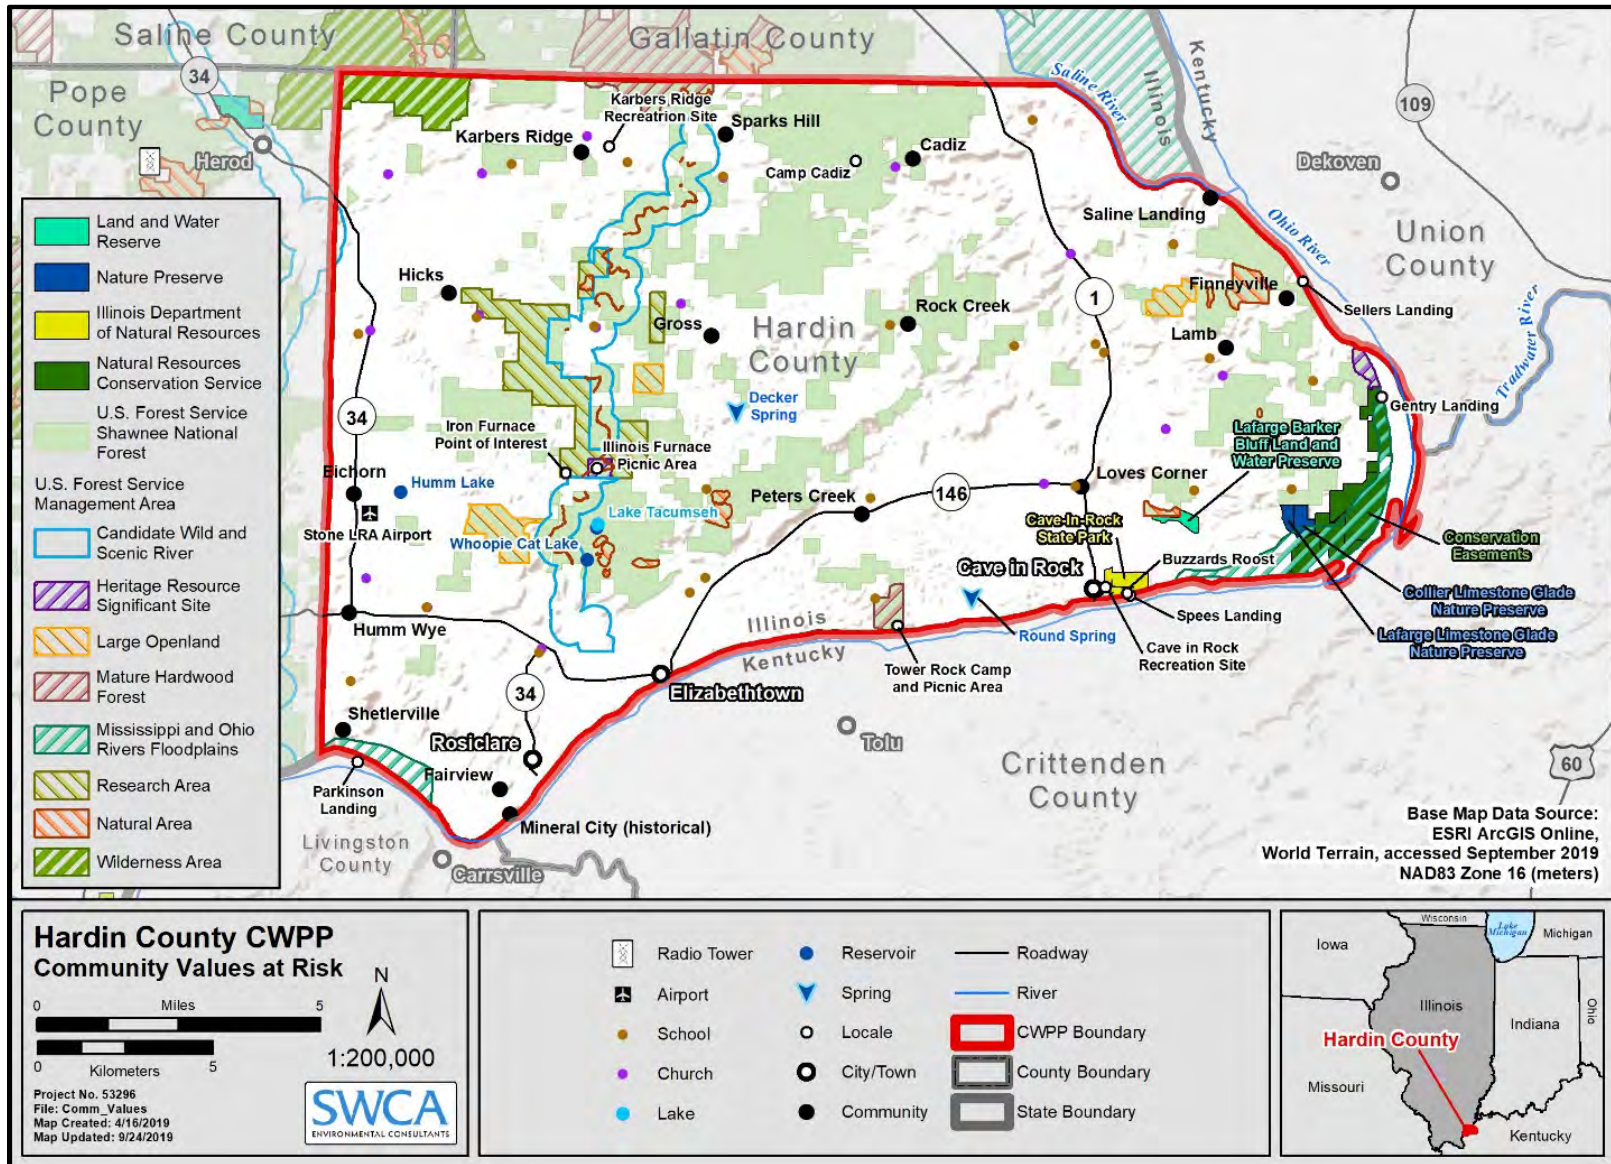 Saline County
Gallatin County
Pope
County
34
Herod
Karbers Ridge
Karbers Ridge
Recreatrion Site
Sparks Hill
Camp Cadiz
Cadiz
Saline River
Illinois
Kentucky
109
Dekoven
Saline Landing
Ohio River
Union
County
Hicks
Gross
Rock Creek
Hardin
County
1
Finneyville
Sellers Landing
Lamb
Tradwater River
34
Decker
Spring
Gentry Landing
Iron Furnace
Point of Interest
Illinois Furnace
Picnic Area
Lafarge Barker
Bluff Land and
Water Preserve
Eichorn
Humm Lake
Loves Corner
Stone LRA Airport
Lake Tacumseh
Peters Creek
146
Whoopie Cat Lake
Cave-In-Rock
State Park
Conservation
Easements
Buzzards Roost
Cave in Rock
Collier Limestone Glade
Nature Preserve
Humm Wye
Illinois
Kentucky
Round Spring
Spees Landing
Lafarge Limestone Glade
Nature Preserve
Cave in Rock
Recreation Site
Tower Rock Camp
and Picnic Area
Elizabethtown
34
Shetlerville
Rosiclare
Tolu
Fairview
Crittenden
County
60
Parkinson
Landing
Mineral City (historical)
Livingston
County
Carrsville
Land and Water
Reserve
Nature Preserve
Illinois Department
of Natural Resources
Natural Resources
Conservation Service
U.S. Forest Service
Shawnee National
Forest
U.S. Forest Service
Management Area
Candidate Wild and
Scenic River
Heritage Resource
Significant Site
Large Openland
Mature Hardwood
Forest
Mississippi and Ohio
Rivers Floodplains
Research Area
Natural Area
Wilderness Area
Base Map Data Source:
ESRI ArcGIS Online,
World Terrain, accessed September 2019
NAD83 Zone 16 (meters)
Hardin County CWPP
Community Values at Risk
N
0 Miles 5
0 Kilometers 5
1:200,000
Project No. 53296
File: Comm_Values
Map Created: 4/16/2019
Map Updated: 9/24/2019
SWCA
ENVIRONMENTAL CONSULTANTS
Radio Tower
Airport
School
Church
Lake
Reservoir
Spring
Locale
City/Town
Community
Roadway
River
CWPP Boundary
County Boundary
State Boundary
Wisconsin
Lake
Michigan
Michigan
Iowa
Illinois
Indiana
Ohio
Hardin County
Missouri
Kentucky